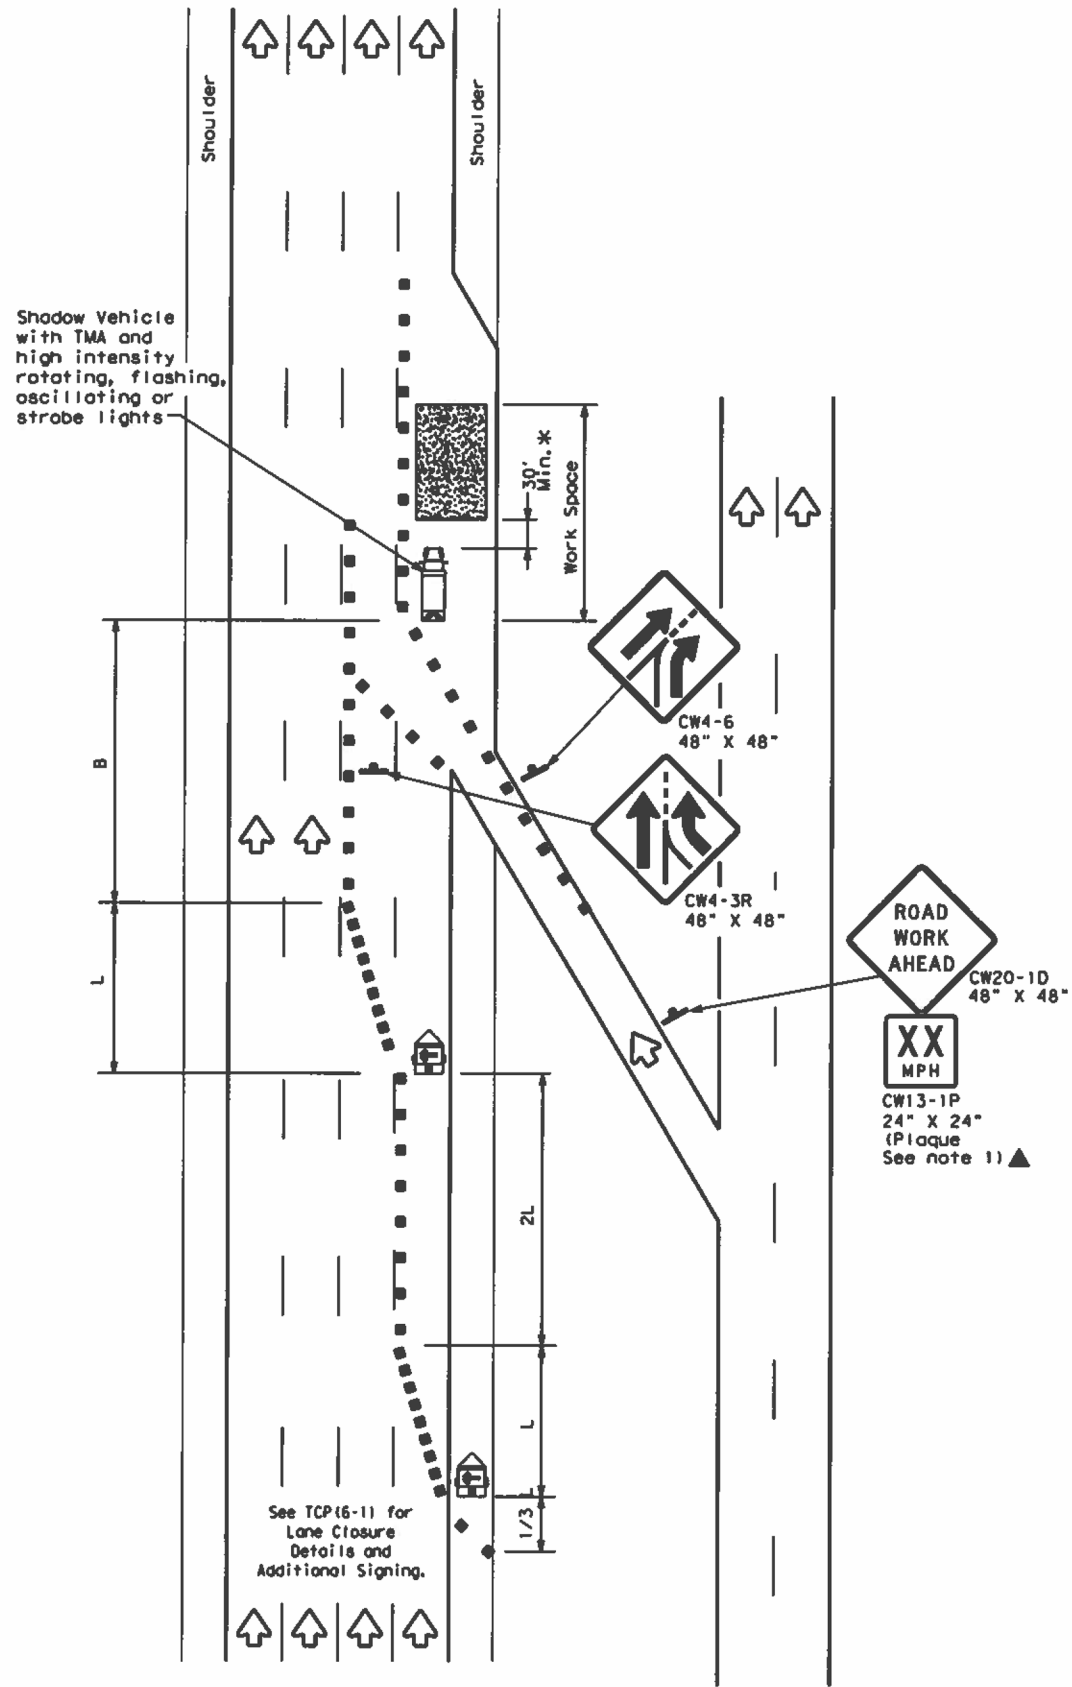 Shoulder
Shoulder
Shadow Vehicle
with TMA and
high intensity
rotating, flashing,
oscillating or
strobe lights
30'
Min.*
Work Space
CW4-6
48" X 48"
B
CW4-3R
48" X 48"
ROAD
WORK
AHEAD
CW20-1D
48" X 48"
L
XX
MPH
CW13-1P
24" X 24"
(Plaque
See note 1)▲
2L
L
1/3 L
See TCP(6-1) for
Lane Closure
Details and
Additional Signing.